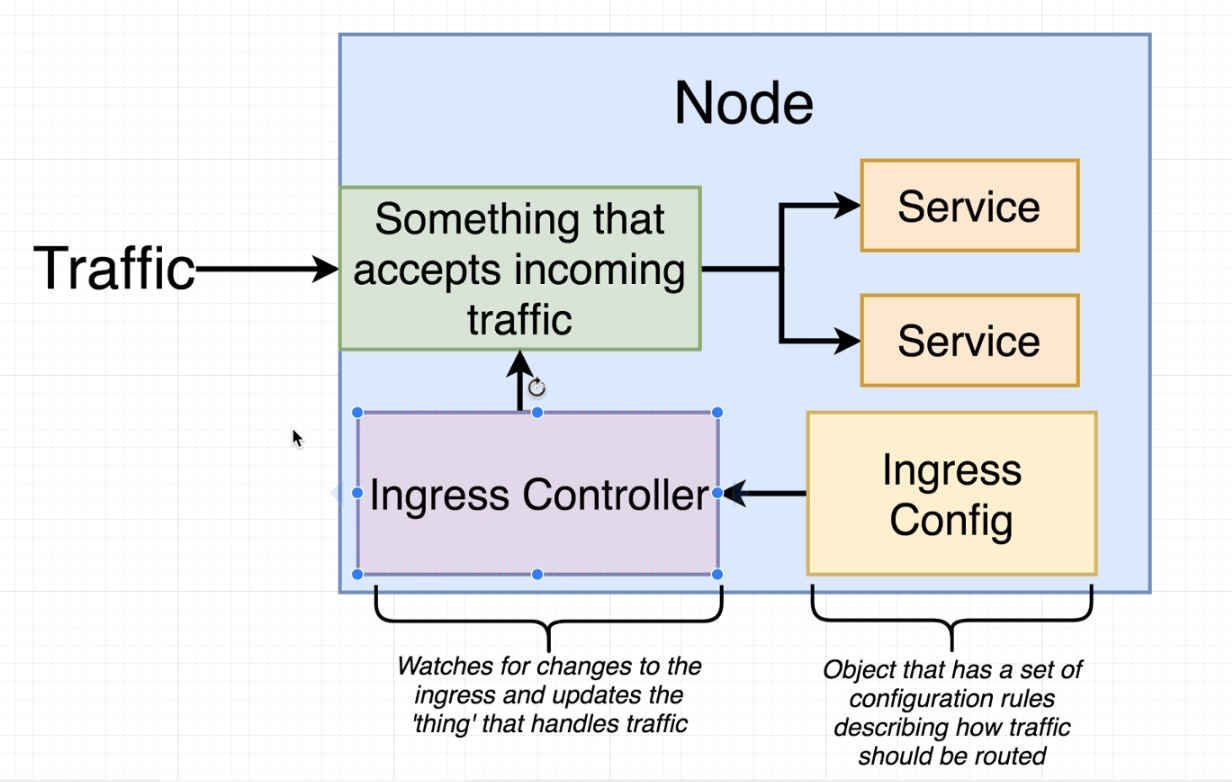 Node
Traffic
Something that
accepts incoming
traffic
Service
Service
Ingress Controller
Ingress
Config
Watches for changes to the
ingress and updates the
'thing' that handles traffic
Object that has a set of
configuration rules
describing how traffic
should be routed